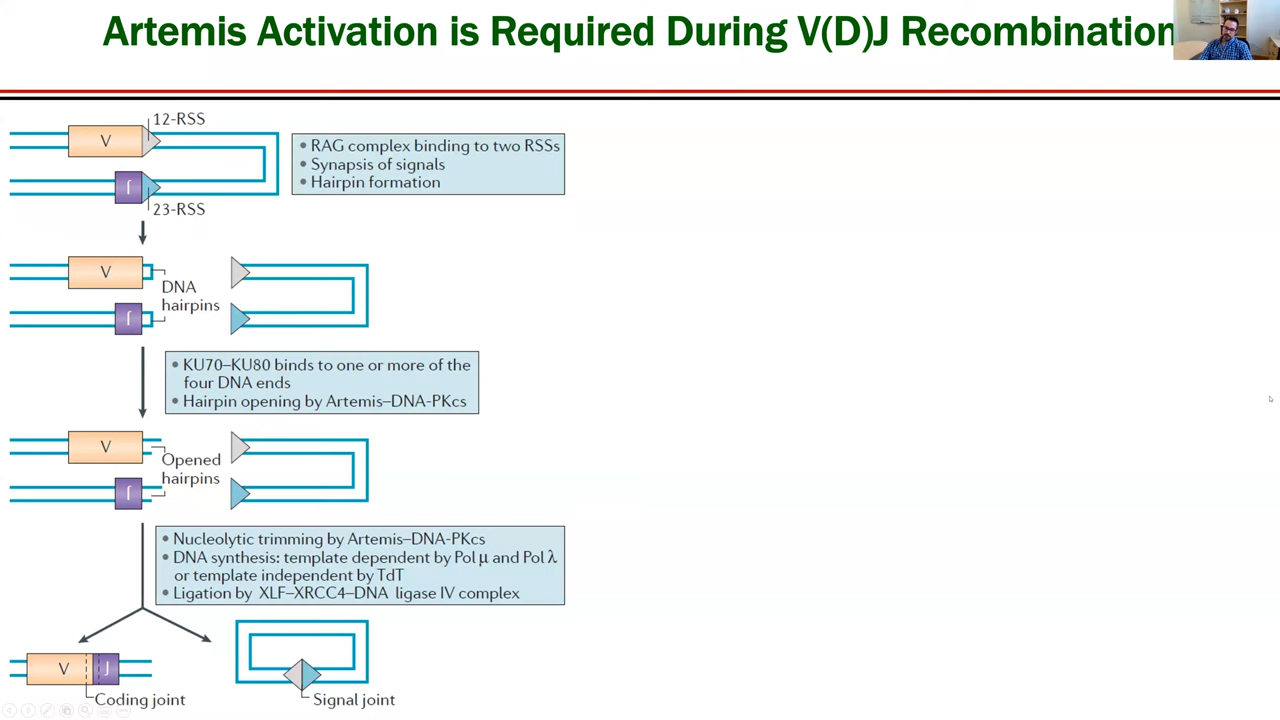 Artemis Activation is Required During V(D)J Recombination
12-RSS
V
J
23-RSS
• RAG complex binding to two RSSs
• Synapsis of signals
• Hairpin formation
V
J
DNA
hairpins
• KU70–KU80 binds to one or more of the
four DNA ends
• Hairpin opening by Artemis–DNA-PKcs
V
J
Opened
hairpins
• Nucleolytic trimming by Artemis–DNA-PKcs
• DNA synthesis: template dependent by Pol μ and Pol λ
or template independent by TdT
• Ligation by XLF–XRCC4–DNA ligase IV complex
V
J
Coding joint
Signal joint